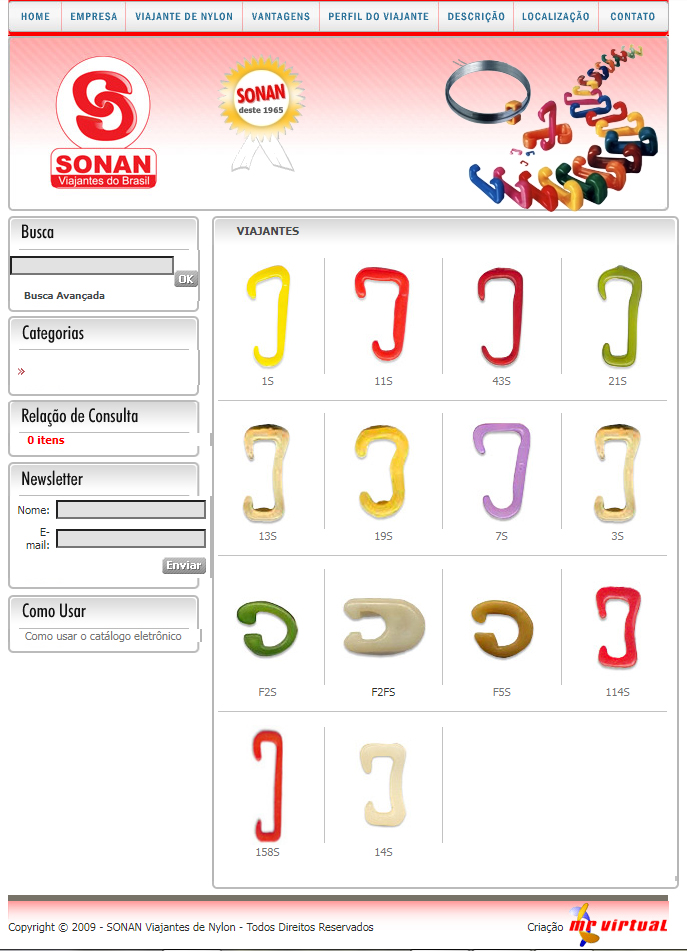 HOME EMPRESA VIAJANTE DE NYLON VANTAGENS PERFIL DO VIAJANTE DESCRIÇÃO LOCALIZAÇÃO CONTATO
SONAN
Viajantes do Brasil
SONAN
deste 1965
Busca
OK
Busca Avançada
Categorias
»
Relação de Consulta
0 itens
Newsletter
Nome:
E-
mail:
Enviar
Como Usar
Como usar o catálogo eletrônico
VIAJANTES
1S 11S 43S 21S
13S 19S 7S 3S
F2S F2FS F5S 114S
158S 14S
Copyright © 2009 - SONAN Viajantes de Nylon - Todos Direitos Reservados
Criação mr virtual